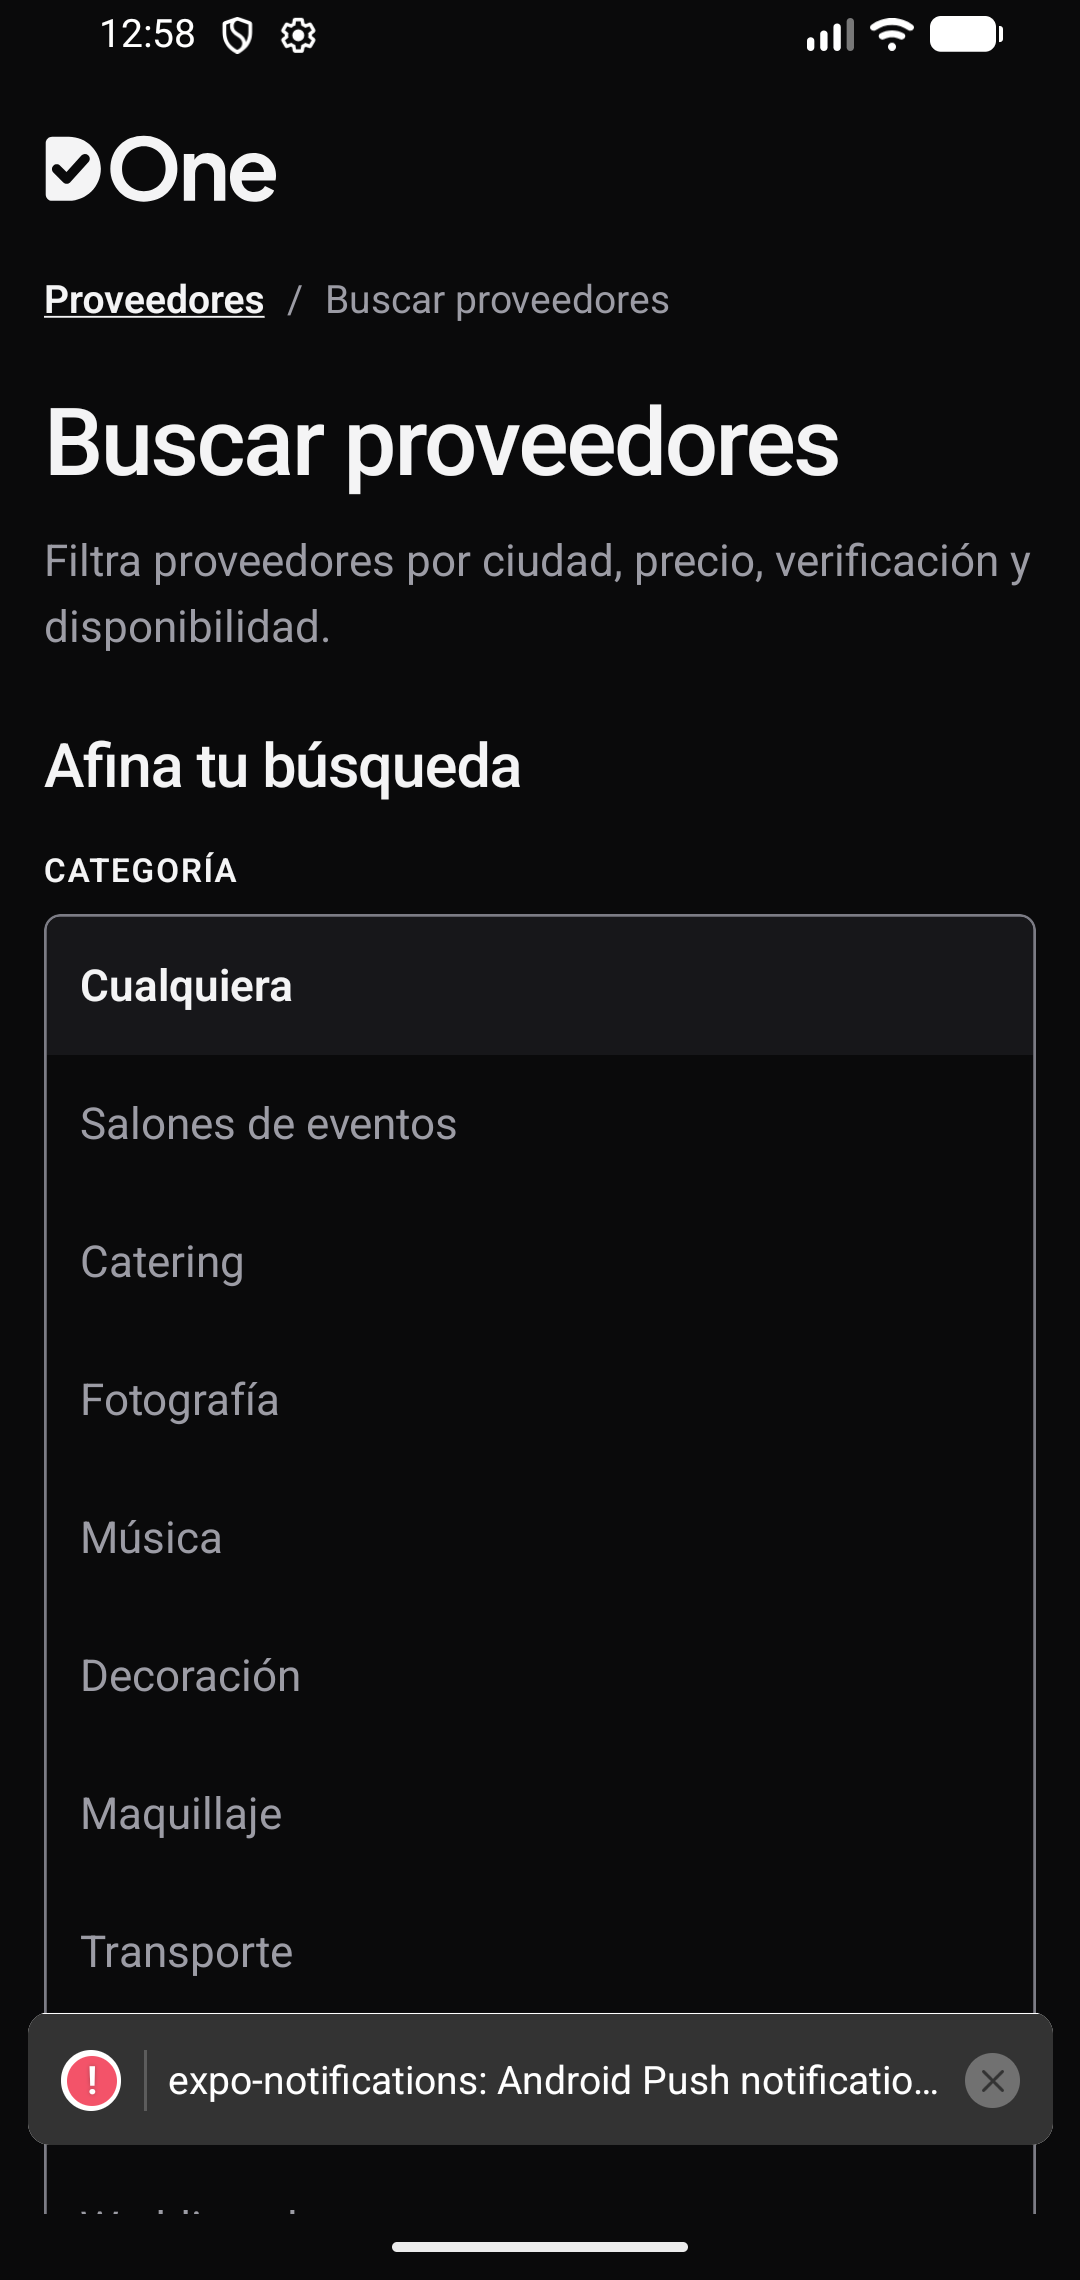 12:58
One
Proveedores / Buscar proveedores
Buscar proveedores
Filtra proveedores por ciudad, precio, verificación y
disponibilidad.
Afina tu búsqueda
CATEGORÍA
Cualquiera
Salones de eventos
Catering
Fotografía
Música
Decoración
Maquillaje
Transporte
! expo-notifications: Android Push notificatio...